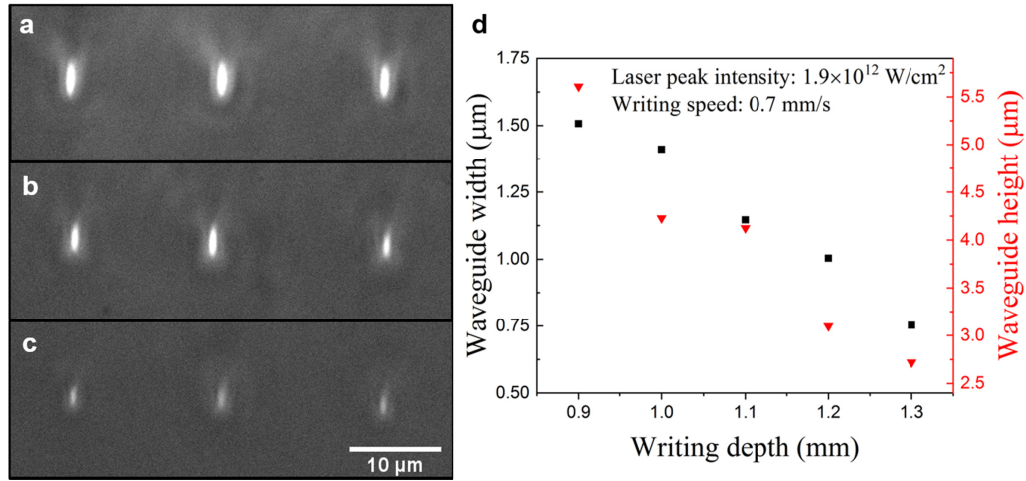 a
b
c
10 µm
d
Laser peak intensity: 1.9×10¹² W/cm²
Writing speed: 0.7 mm/s
Waveguide width (µm)
1.75
1.50
1.25
1.00
0.75
0.50
0.9 1.0 1.1 1.2 1.3
Writing depth (mm)
5.5
5.0
4.5
4.0
3.5
3.0
2.5
Waveguide height (µm)